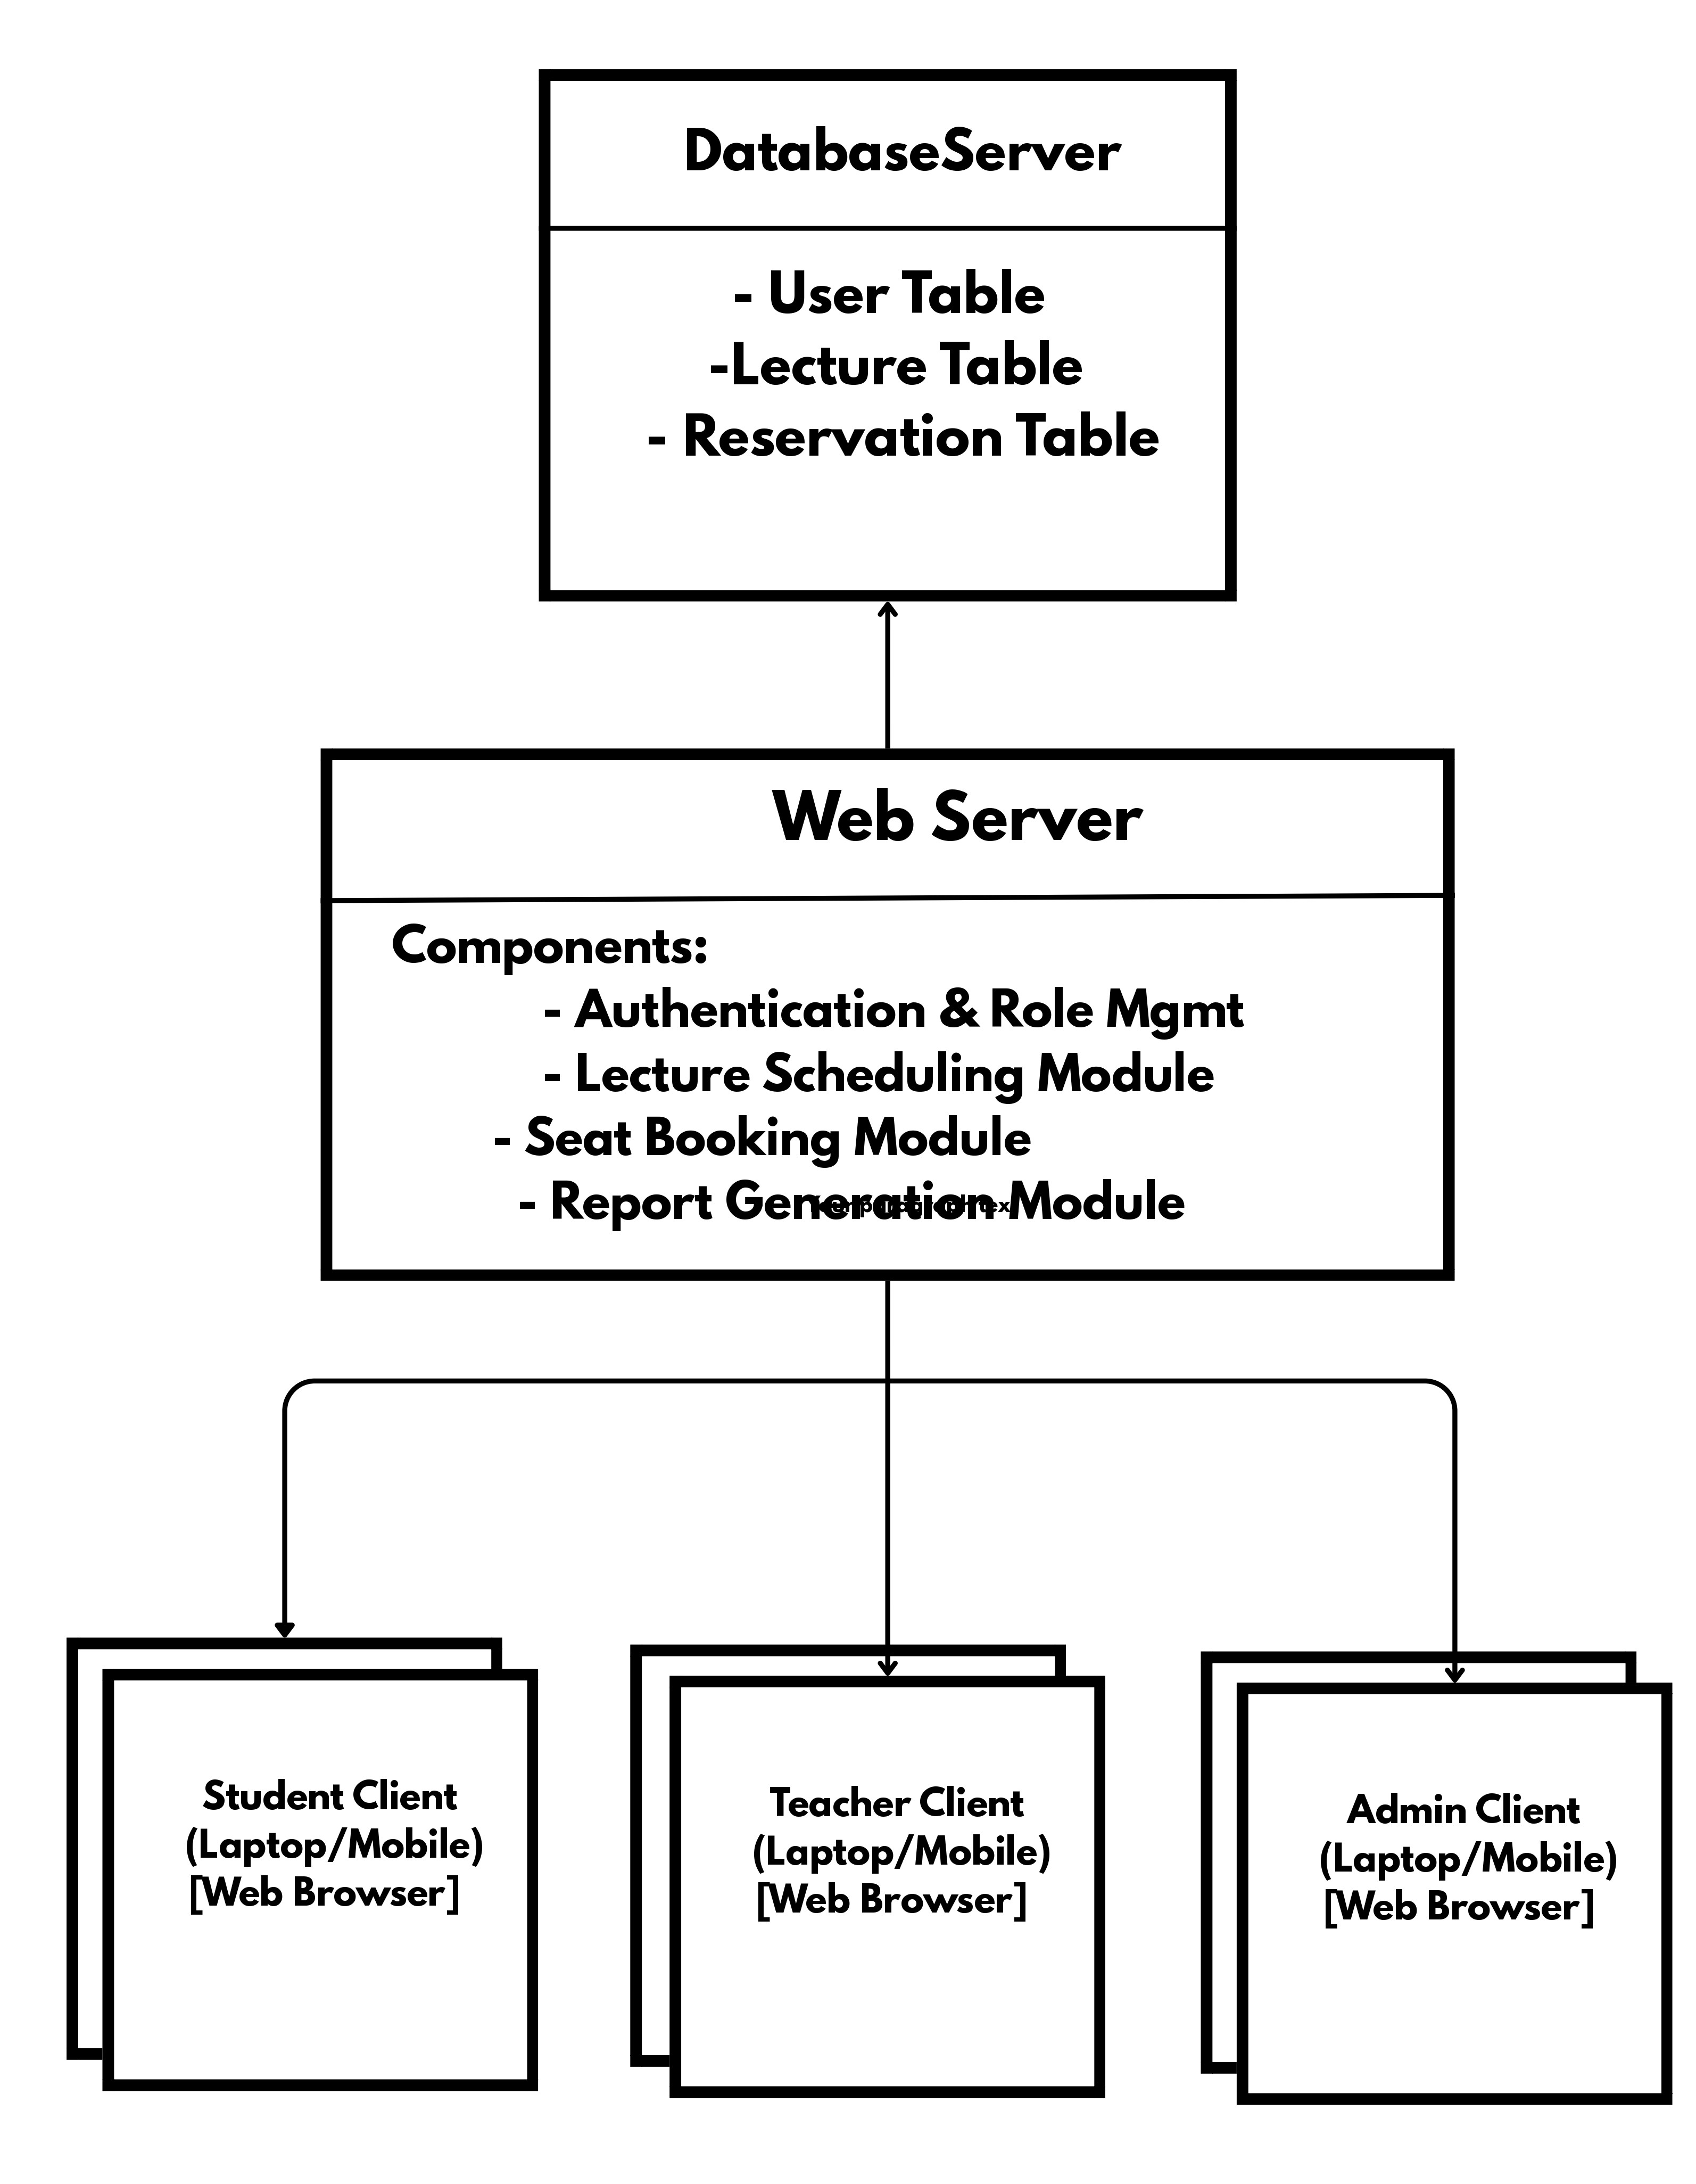 DatabaseServer
- User Table
-Lecture Table
- Reservation Table
Web Server
Components:
- Authentication & Role Mgmt
- Lecture Scheduling Module
- Seat Booking Module
- Report Generation Module
Student Client
(Laptop/Mobile)
[Web Browser]
Teacher Client
(Laptop/Mobile)
[Web Browser]
Admin Client
(Laptop/Mobile)
[Web Browser]